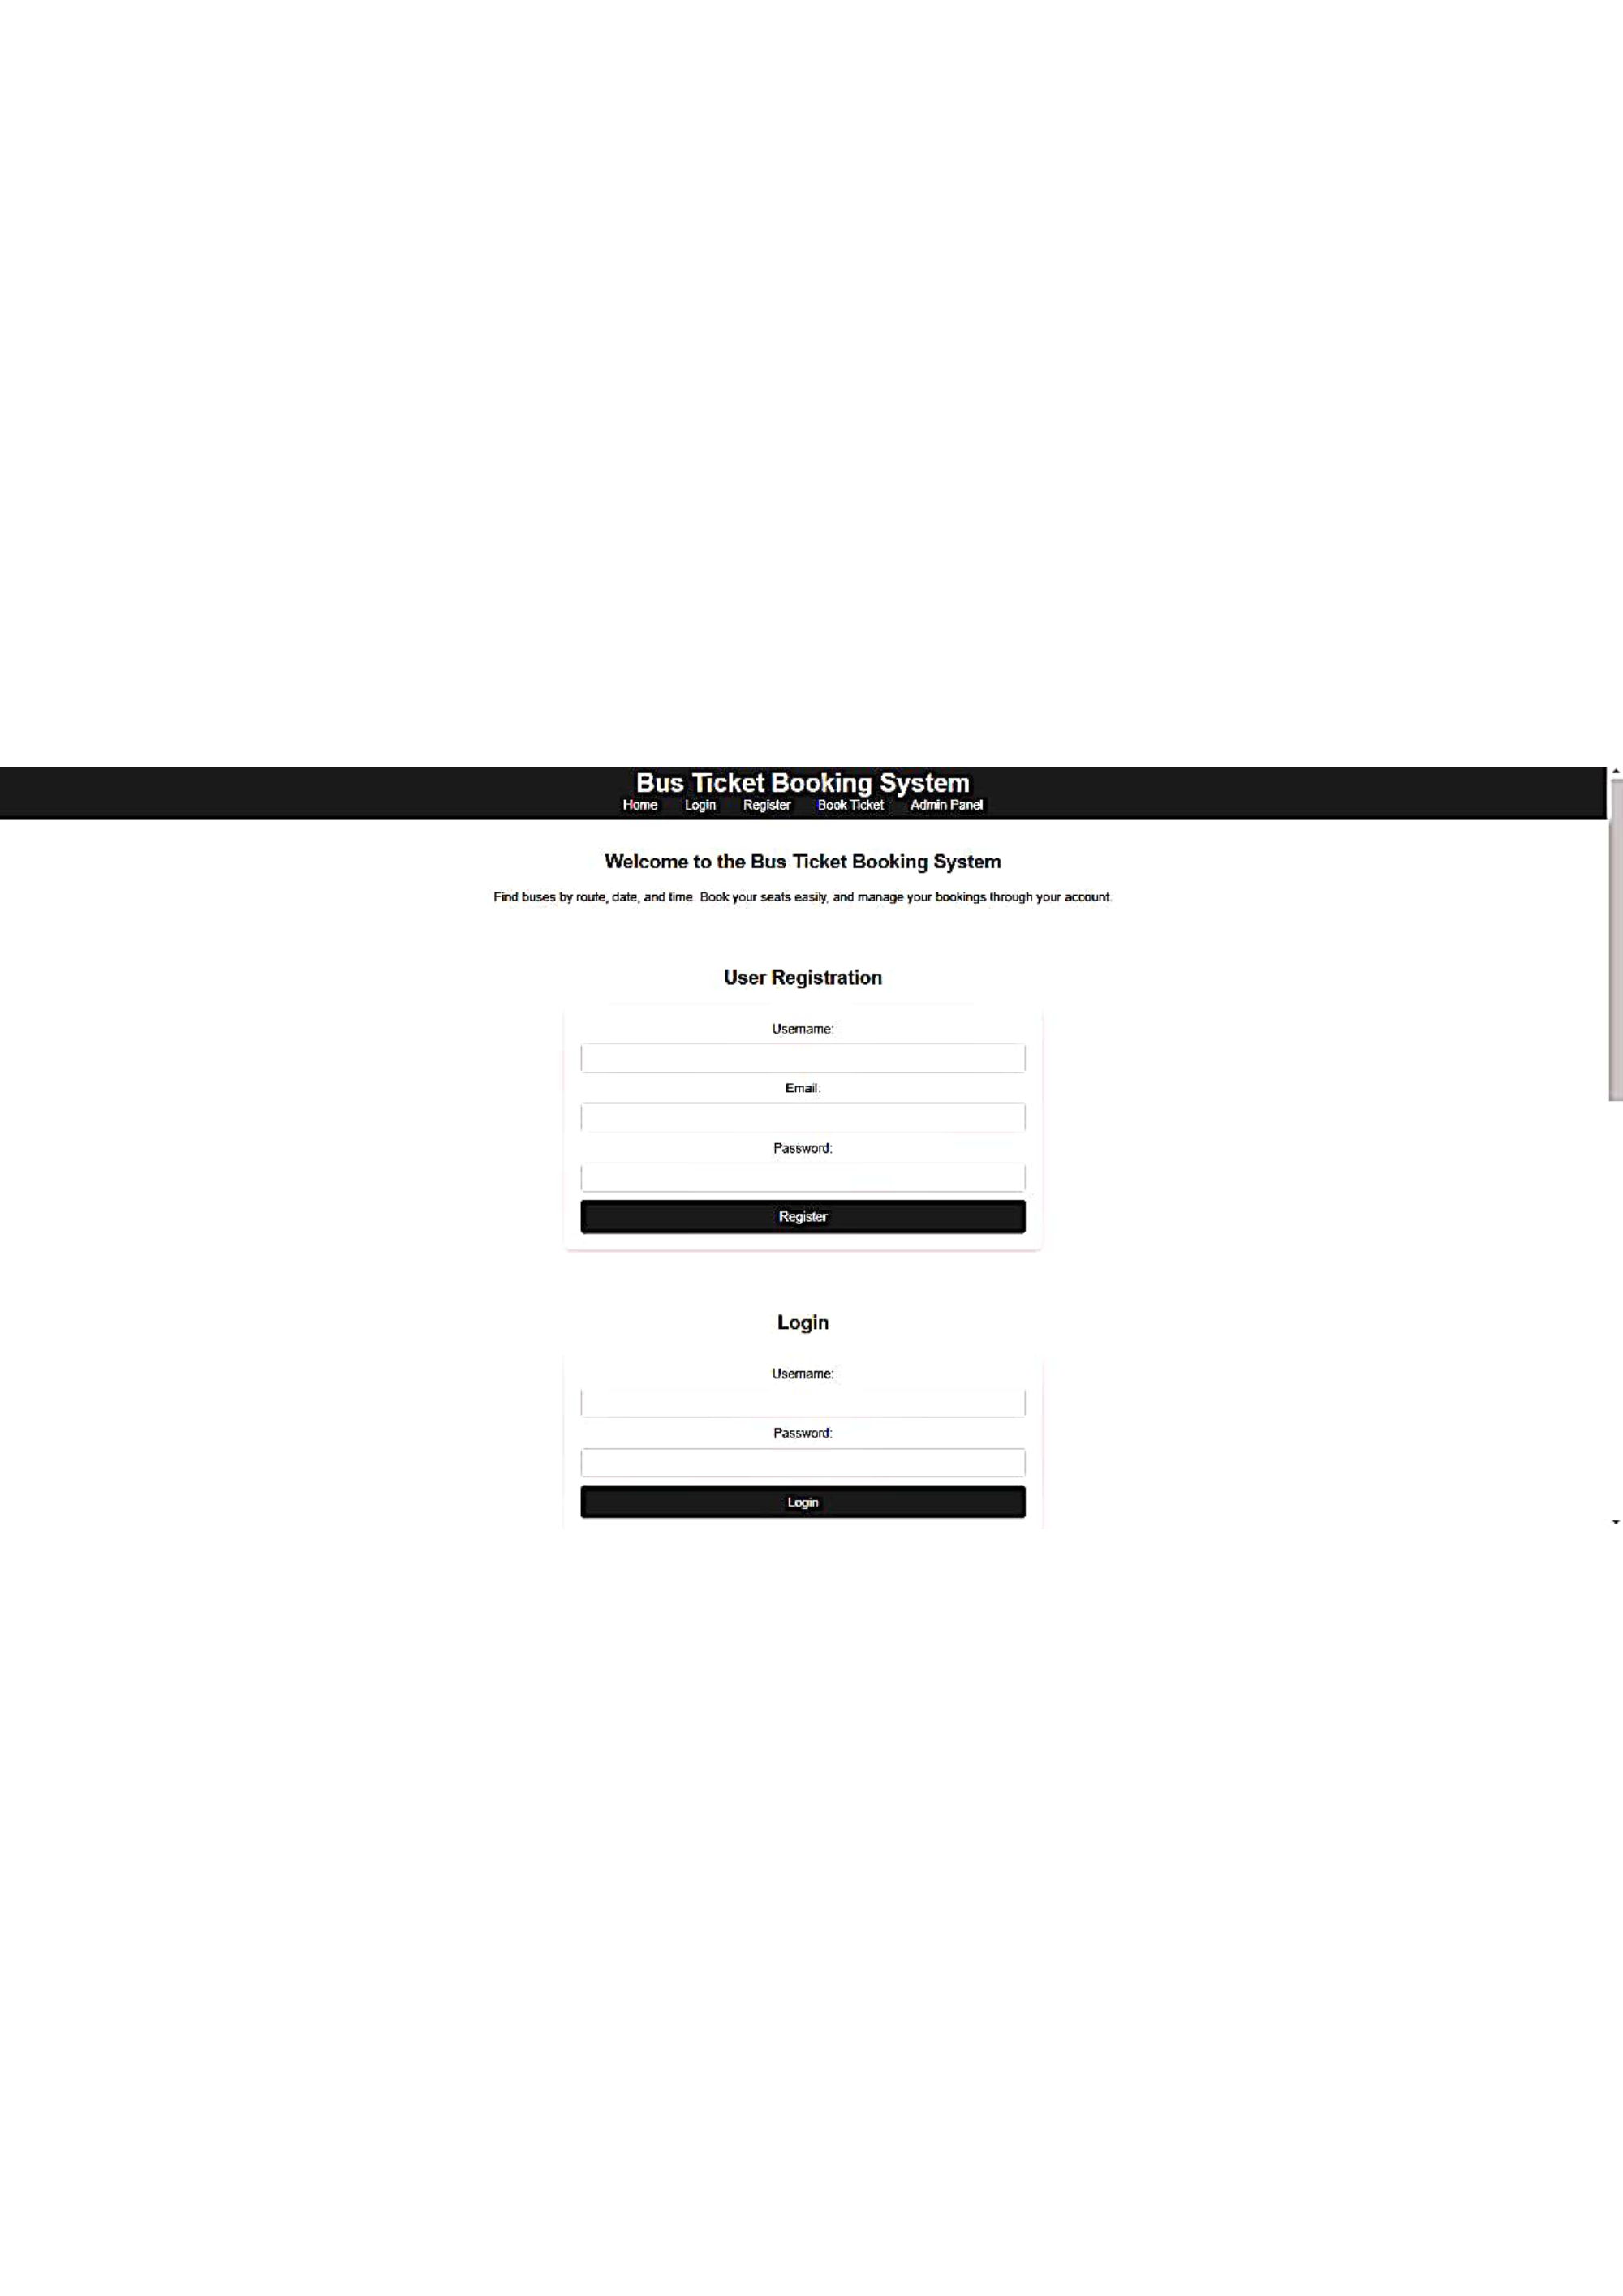 Bus Ticket Booking System
Home Login Register Book Ticket Admin Panel
Welcome to the Bus Ticket Booking System
Find buses by route, date, and time. Book your seats easily, and manage your bookings through your account.
User Registration
Username:
Email:
Password:
Register
Login
Username:
Password:
Login